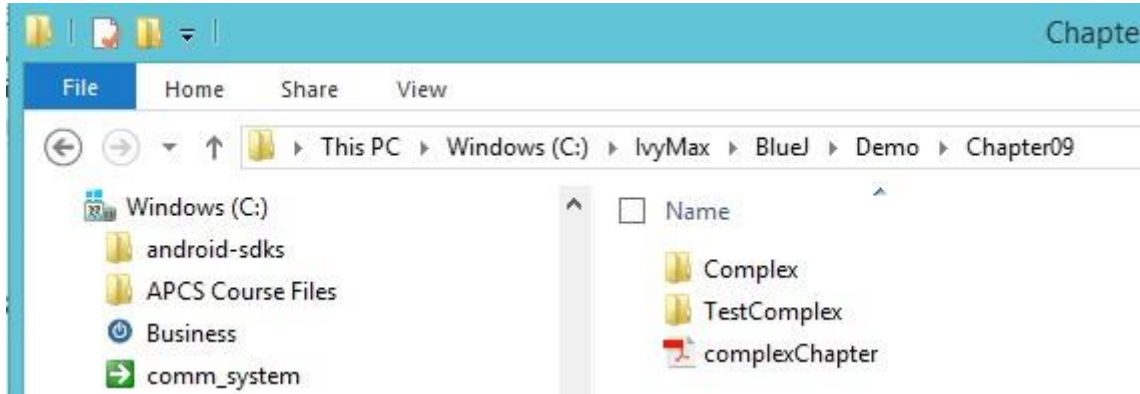 Chapte
File Home Share View
This PC Windows (C:) IvyMax BlueJ Demo Chapter09
Windows (C:)
android-sdks
APCS Course Files
Business
comm_system
Name
Complex
TestComplex
complexChapter